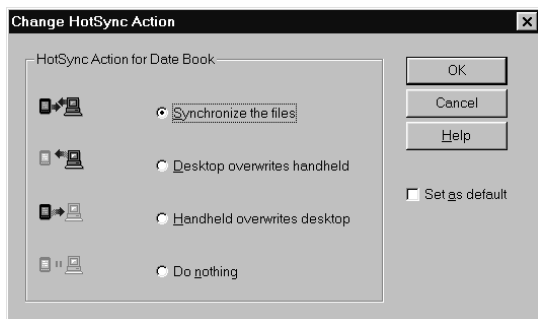 Change HotSync Action
HotSync Action for Date Book
Synchronize the files
Desktop overwrites handheld
Handheld overwrites desktop
Do nothing
OK
Cancel
Help
Set as default